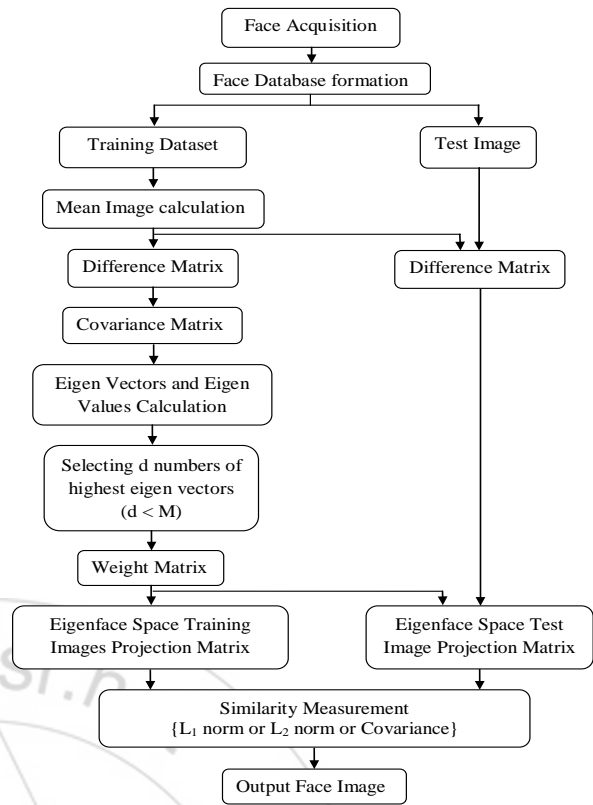 Face Acquisition
Face Database formation
Training Dataset
Test Image
Mean Image calculation
Difference Matrix
Difference Matrix
Covariance Matrix
Eigen Vectors and Eigen
Values Calculation
Selecting d numbers of
highest eigen vectors
(d < M)
Weight Matrix
Eigenface Space Training
Images Projection Matrix
Eigenface Space Test
Image Projection Matrix
Similarity Measurement
{L₁ norm or L₂ norm or Covariance}
Output Face Image